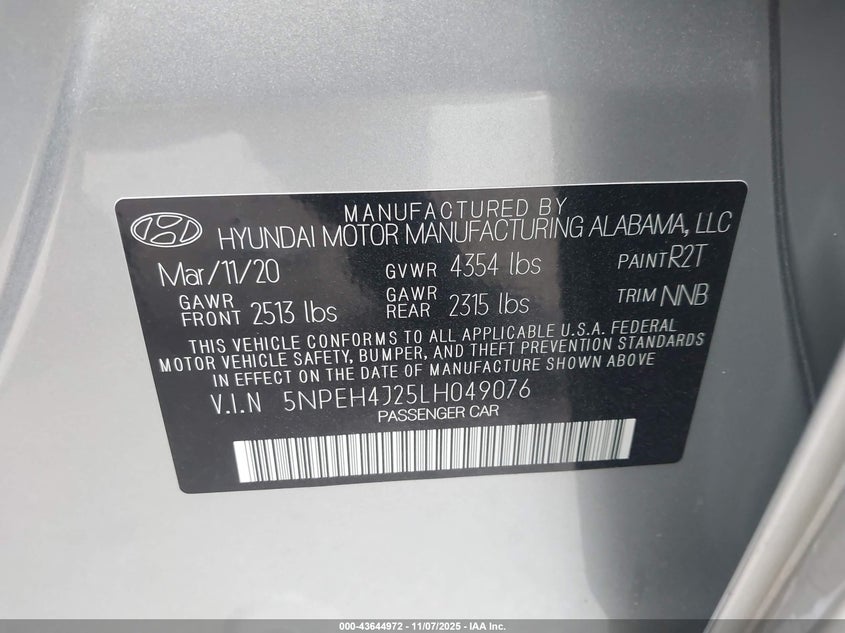 MANUFACTURED BY
HYUNDAI MOTOR MANUFACTURING ALABAMA, LLC
Mar/11/20 GVWR 4354 lbs PAINT R2T
GAWR FRONT 2513 lbs GAWR REAR 2315 lbs TRIM NNB
THIS VEHICLE CONFORMS TO ALL APPLICABLE U.S.A. FEDERAL
MOTOR VEHICLE SAFETY, BUMPER, AND THEFT PREVENTION STANDARDS
IN EFFECT ON THE DATE OF MANUFACTURE SHOWN ABOVE
V.I.N 5NPEH4J25LH049076
PASSENGER CAR
000-43644972 - 11/07/2025 - IAA Inc.